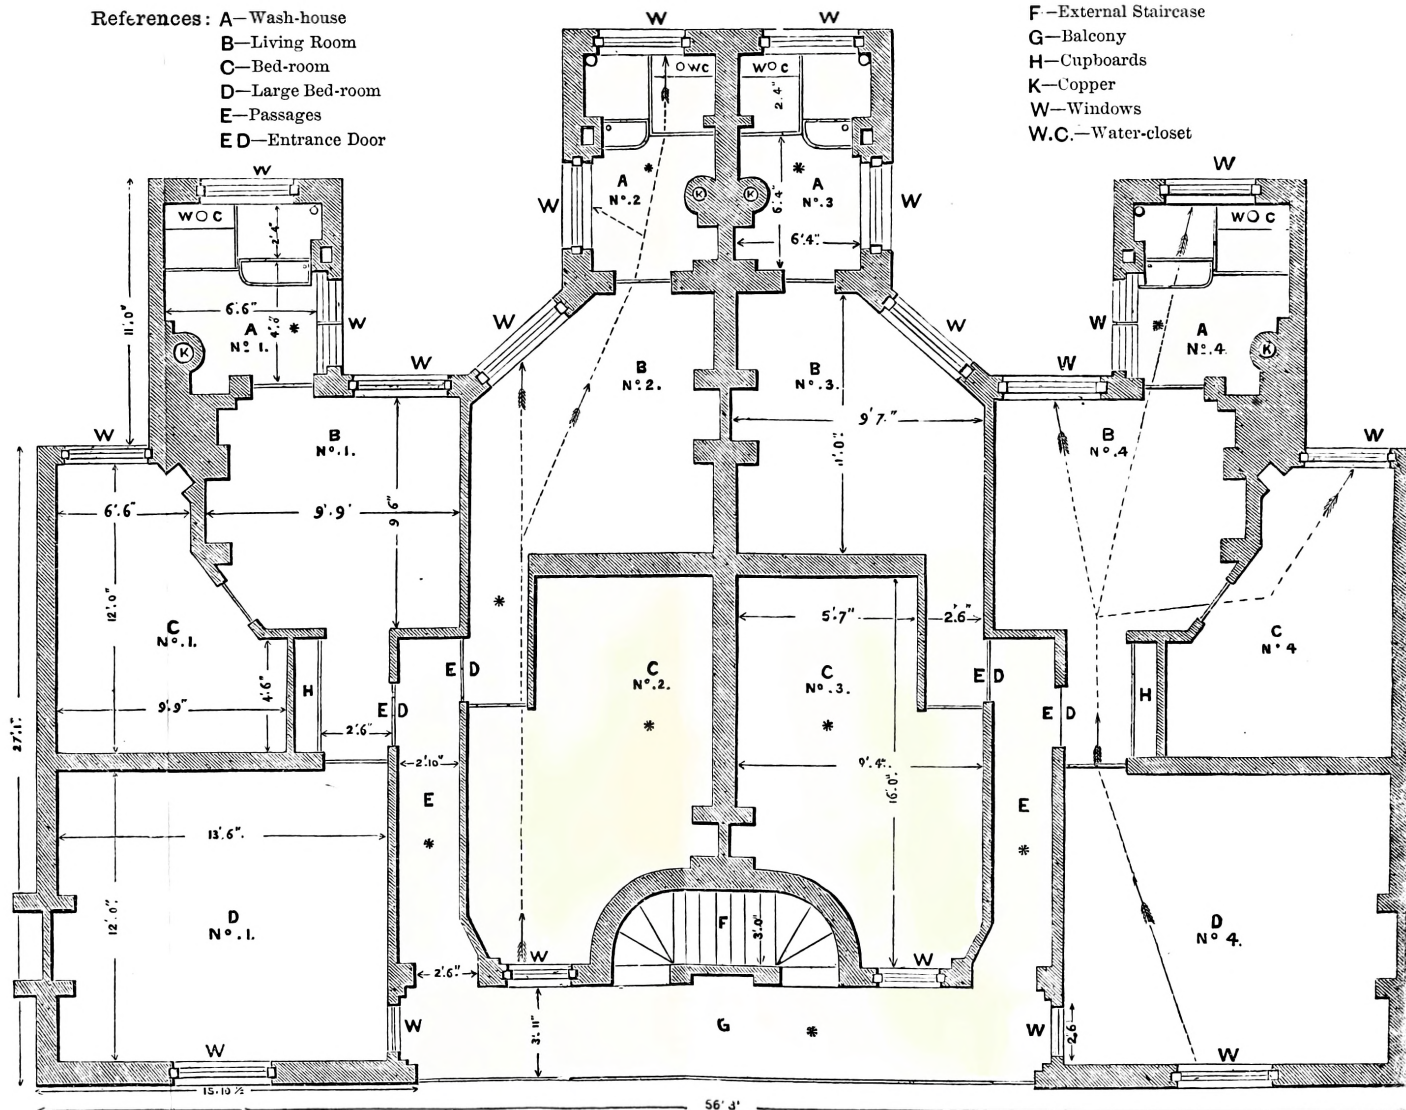 References: A—Wash-house
B—Living Room
C—Bed-room
D—Large Bed-room
E—Passages
E D—Entrance Door
F—External Staircase
G—Balcony
H—Cupboards
K—Copper
W—Windows
W.C.—Water-closet
W W
WC W C
2'.4"
W W
A
Nº.2
K K
A
Nº.3
6'.4"
6'.4"
W W
W O C
2'.4"
6'.6"
4'.6"
A
Nº 1.
K
W
11'.0"
W
W O C
W
A
Nº.4
K
W W W W
B
Nº.2.
B
Nº.3.
9'7"
11'.0"
W
B
Nº.1.
9'.9'
9'6"
6'.6"
12'.0"
B
Nº.4
W
C
Nº.1.
9'.9"
4'.6"
H
2'6"
E D
E D
2'.10"
C
Nº.2.
C
Nº.3.
5'.7"
2'.6"
9'.4".
16'.0"
E D
E D
H
C
Nº 4
27'.1"
13'.6".
12'.0"
D
Nº.1.
E
E
D
Nº 4.
F
3'.0"
2'.6"
W W
W
3'.11"
G
W
2'.6
W
W
15.10½
56'3'